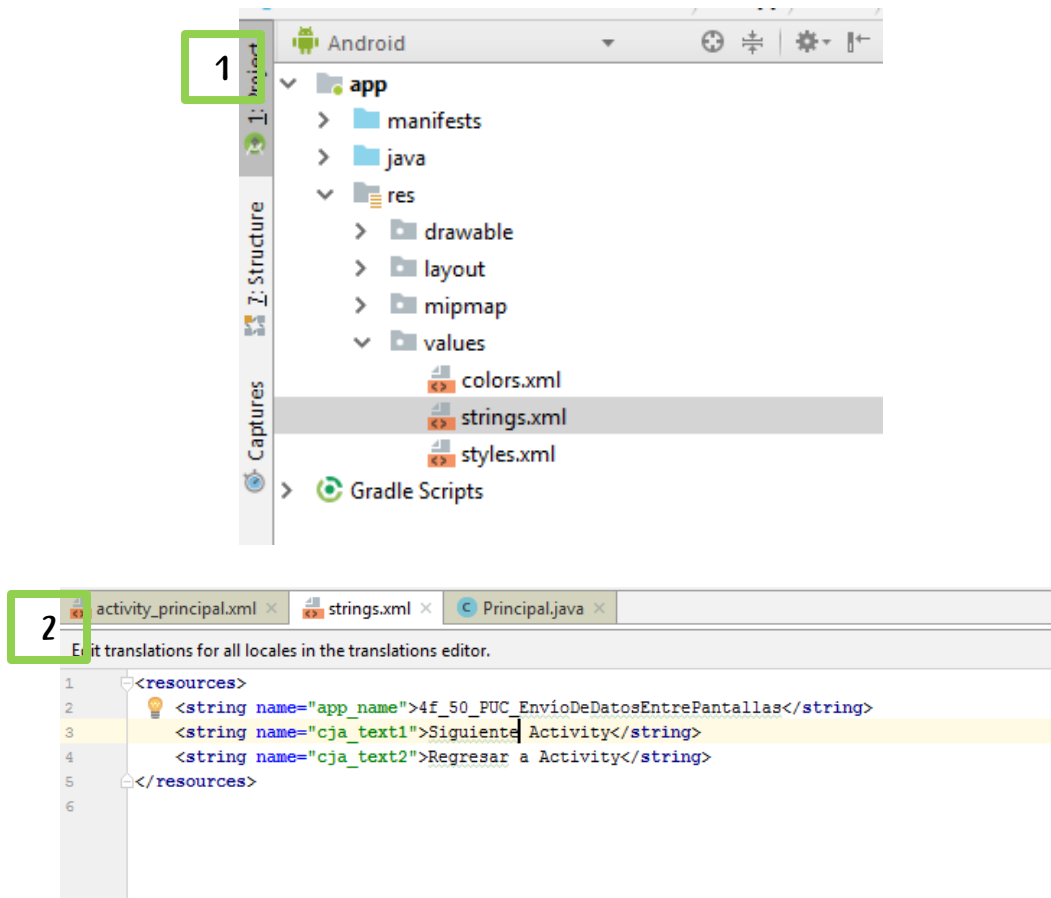 1
Android
1: Project
app
manifests
java
res
7: Structure
drawable
layout
mipmap
values
Captures
colors.xml
strings.xml
styles.xml
Gradle Scripts
2
activity_principal.xml × strings.xml × C Principal.java ×
Edit translations for all locales in the translations editor.
1 <resources>
2 <string name="app_name">4f_50_PUC_EnvioDeDatosEntrePantallas</string>
3 <string name="cja_text1">Siguiente Activity</string>
4 <string name="cja_text2">Regresar a Activity</string>
5 </resources>
6